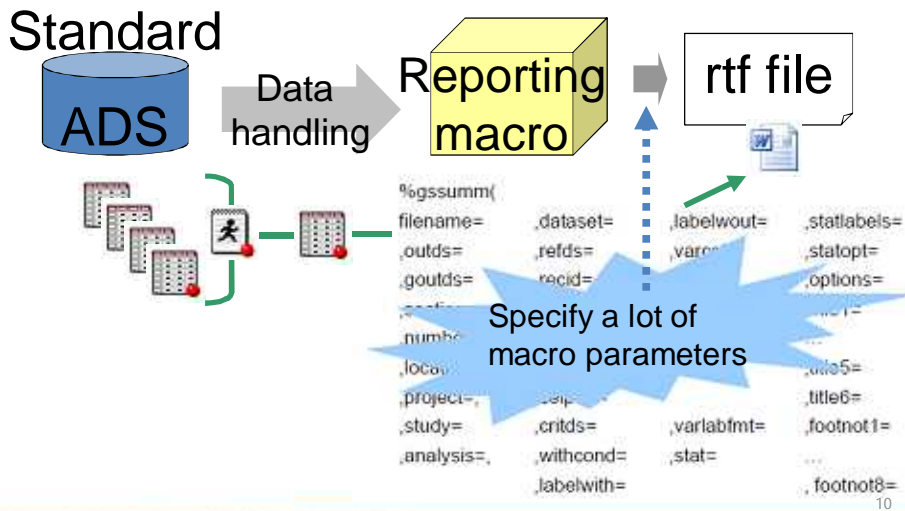 Standard
ADS
Data
handling
Reporting
macro
rtf file
%gssumm(
filename= ,dataset= ,labelwout= ,statlabels=
,outds= ,refds= ,statopt=
,goutds= ,recid= ,options=
Specify a lot of
macro parameters
...
,title5=
,project=, ,title6=
,study= ,critds= ,varlabfmt= ,footnot1=
,analysis=, ,withcond= ,stat= ...
,labelwith= , footnot8=
10